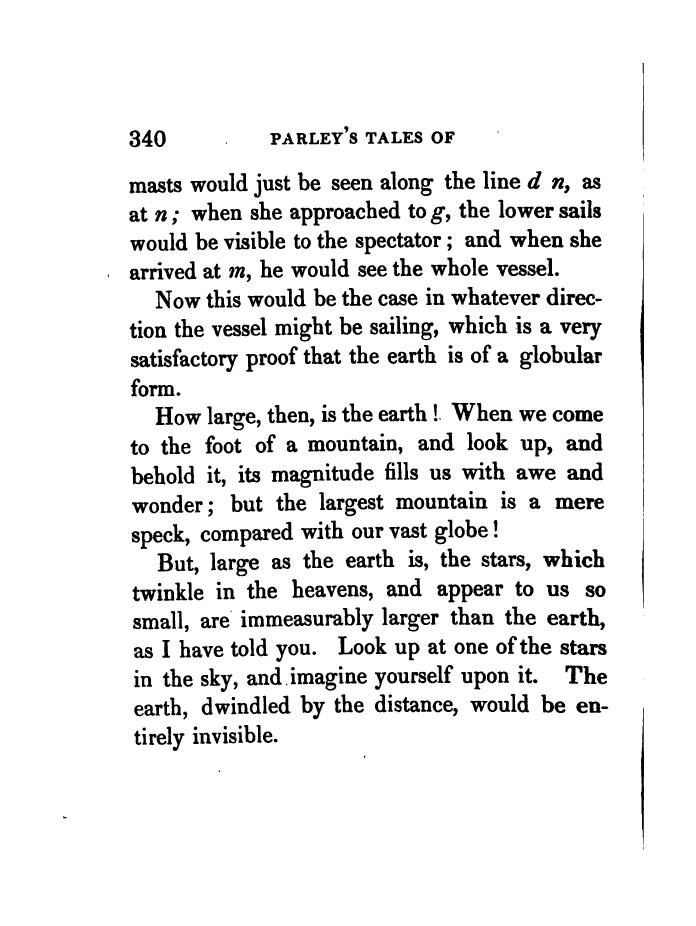 340 PARLEY'S TALES OF
masts would just be seen along the line d n, as
at n; when she approached to g, the lower sails
would be visible to the spectator; and when she
arrived at m, he would see the whole vessel.
Now this would be the case in whatever direc-
tion the vessel might be sailing, which is a very
satisfactory proof that the earth is of a globular
form.
How large, then, is the earth! When we come
to the foot of a mountain, and look up, and
behold it, its magnitude fills us with awe and
wonder; but the largest mountain is a mere
speck, compared with our vast globe!
But, large as the earth is, the stars, which
twinkle in the heavens, and appear to us so
small, are immeasurably larger than the earth,
as I have told you. Look up at one of the stars
in the sky, and imagine yourself upon it. The
earth, dwindled by the distance, would be en-
tirely invisible.